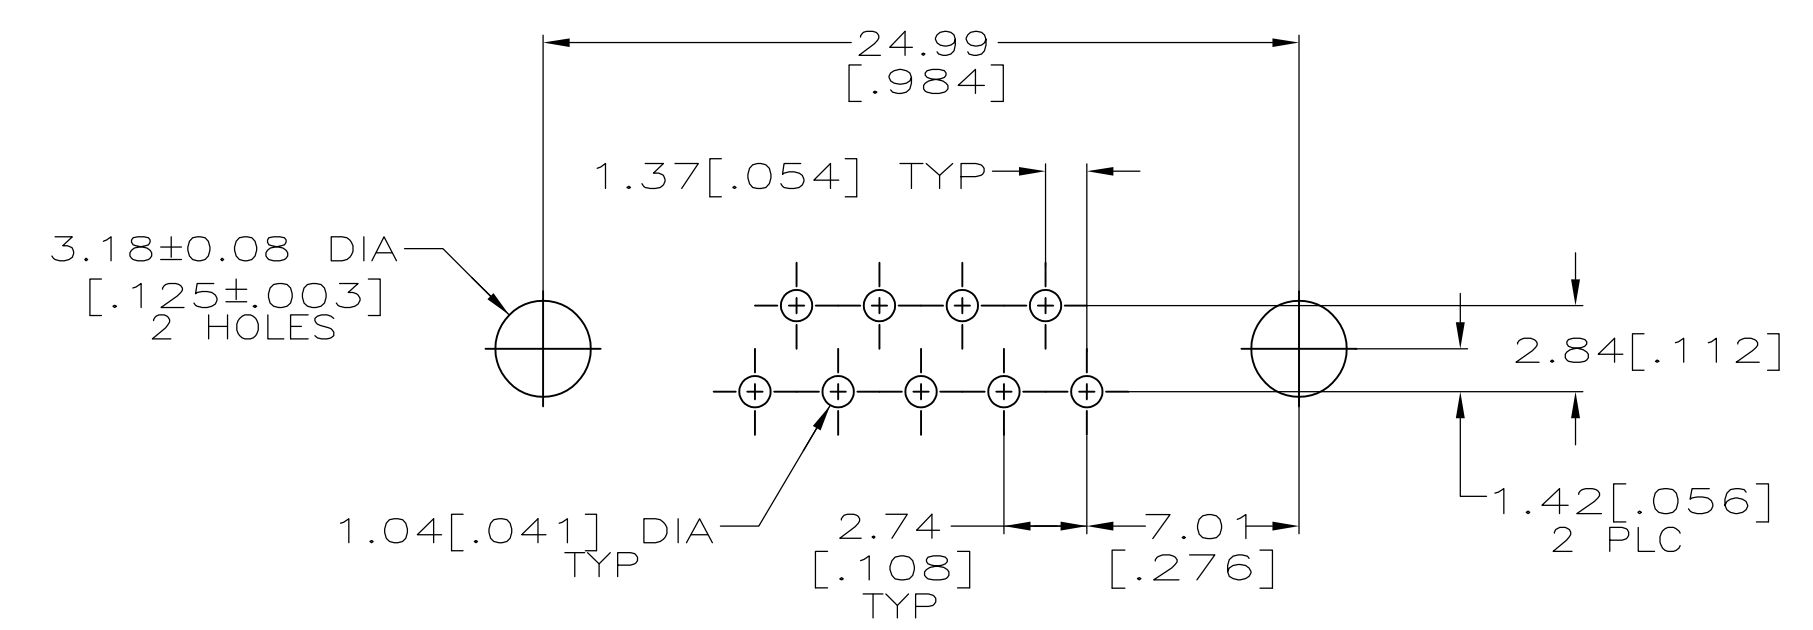 24.99
[.984]
1.37[.054] TYP
3.18±0.08 DIA
[.125±.003]
2 HOLES
2.84[.112]
1.42[.056]
2 PLC
1.04[.041] DIA
TYP
2.74
[.108]
TYP
7.01
[.276]